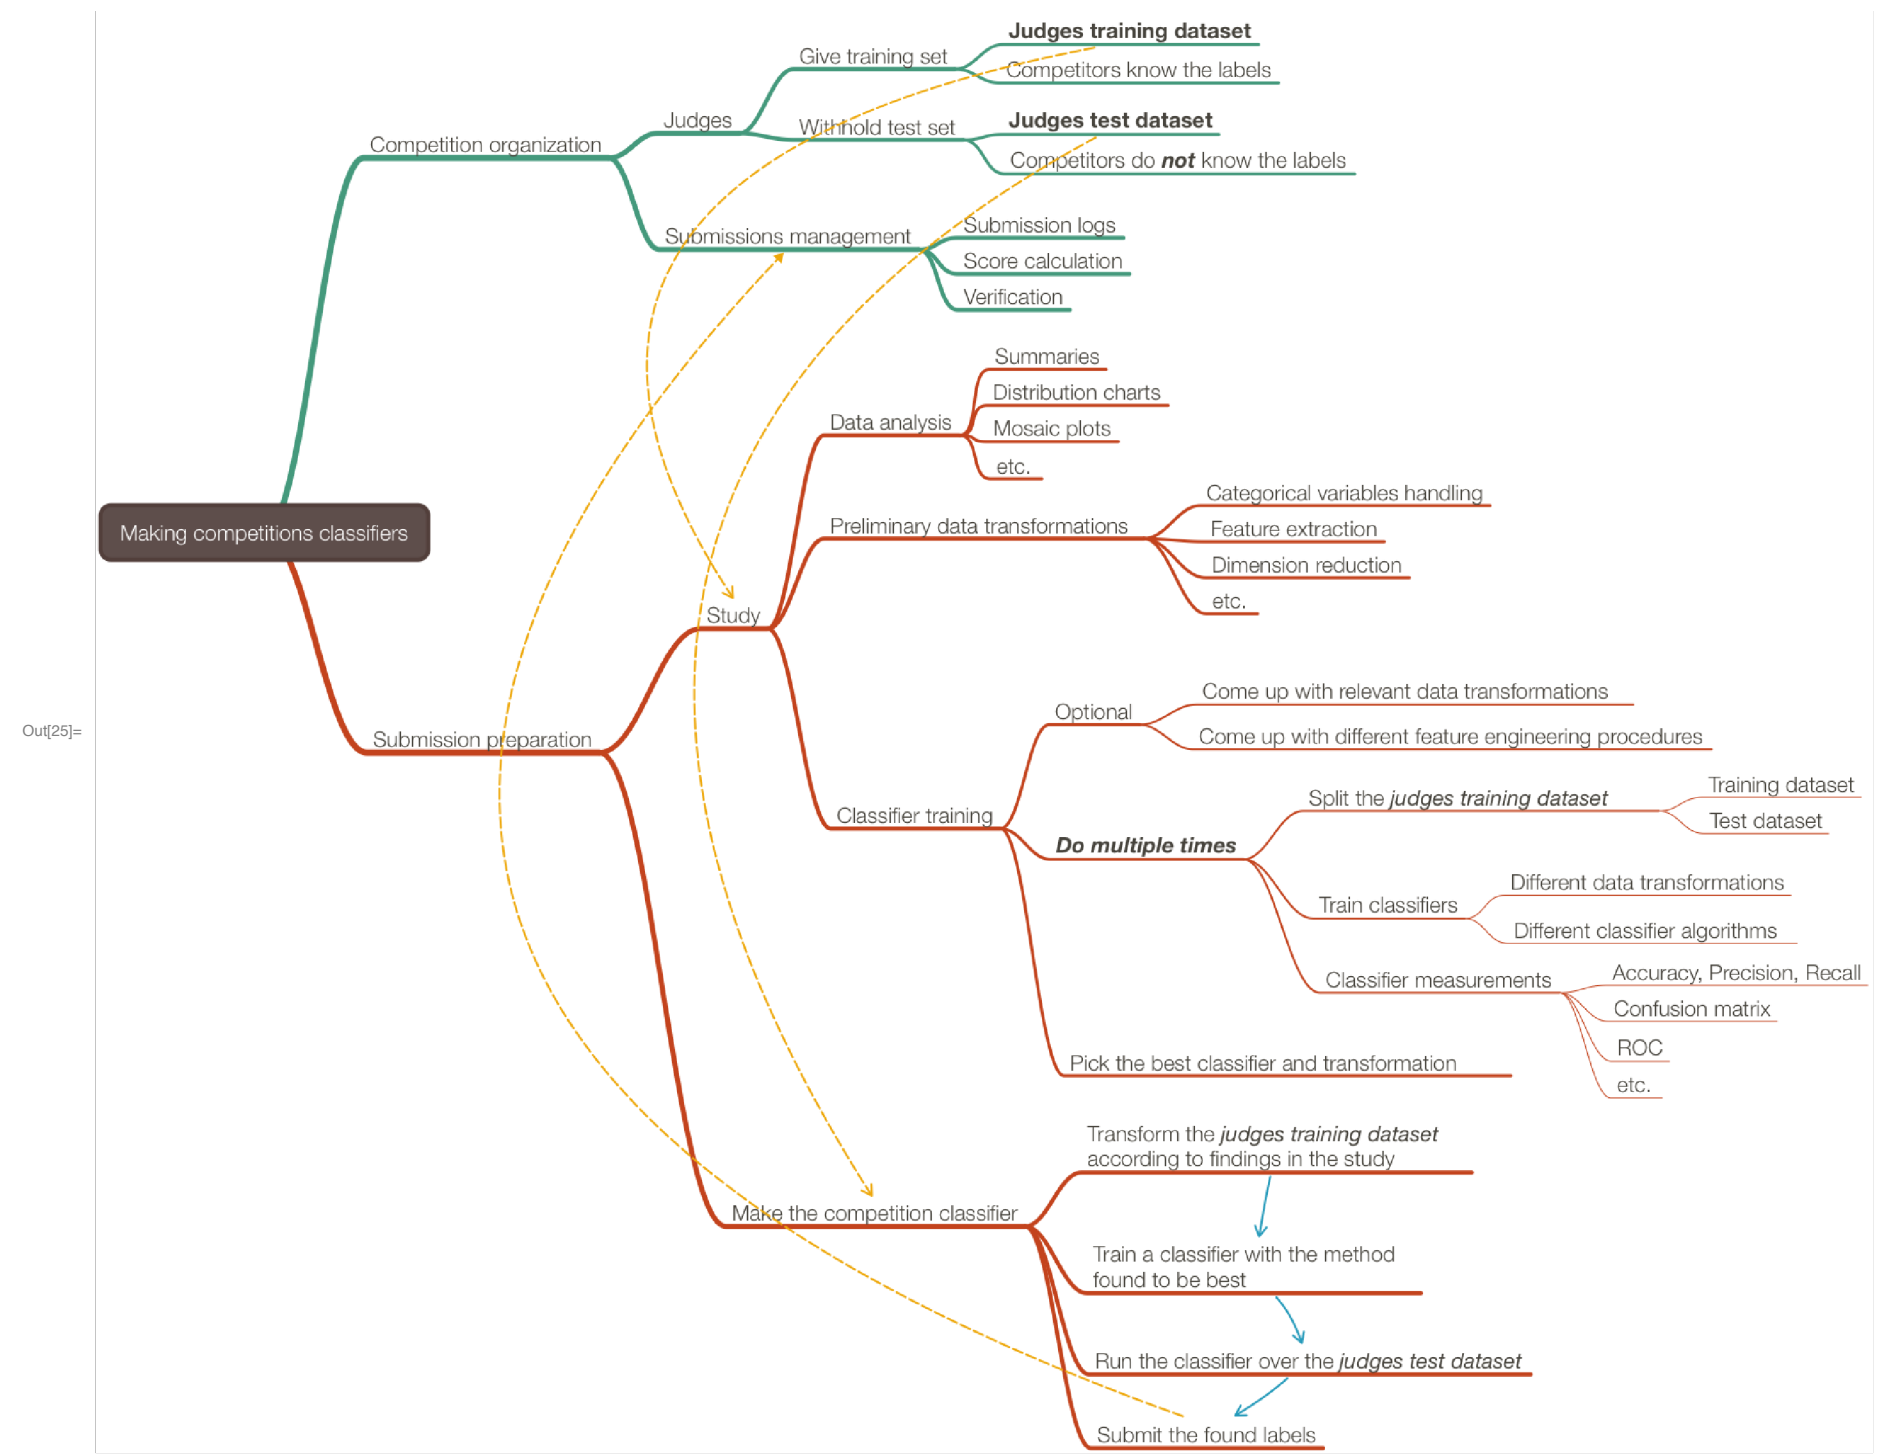 Judges training dataset
Give training set
Competitors know the labels
Judges
Withhold test set
Judges test dataset
Competitors do not know the labels
Competition organization
Submissions management
Submission logs
Score calculation
Verification
Making competitions classifiers
Summaries
Distribution charts
Data analysis
Mosaic plots
etc.
Categorical variables handling
Preliminary data transformations
Feature extraction
Dimension reduction
etc.
Study
Out[25]=
Submission preparation
Come up with relevant data transformations
Optional
Come up with different feature engineering procedures
Classifier training
Split the judges training dataset
Training dataset
Test dataset
Do multiple times
Different data transformations
Train classifiers
Different classifier algorithms
Classifier measurements
Accuracy, Precision, Recall
Confusion matrix
ROC
etc.
Pick the best classifier and transformation
Transform the judges training dataset
according to findings in the study
Make the competition classifier
Train a classifier with the method
found to be best
Run the classifier over the judges test dataset
Submit the found labels